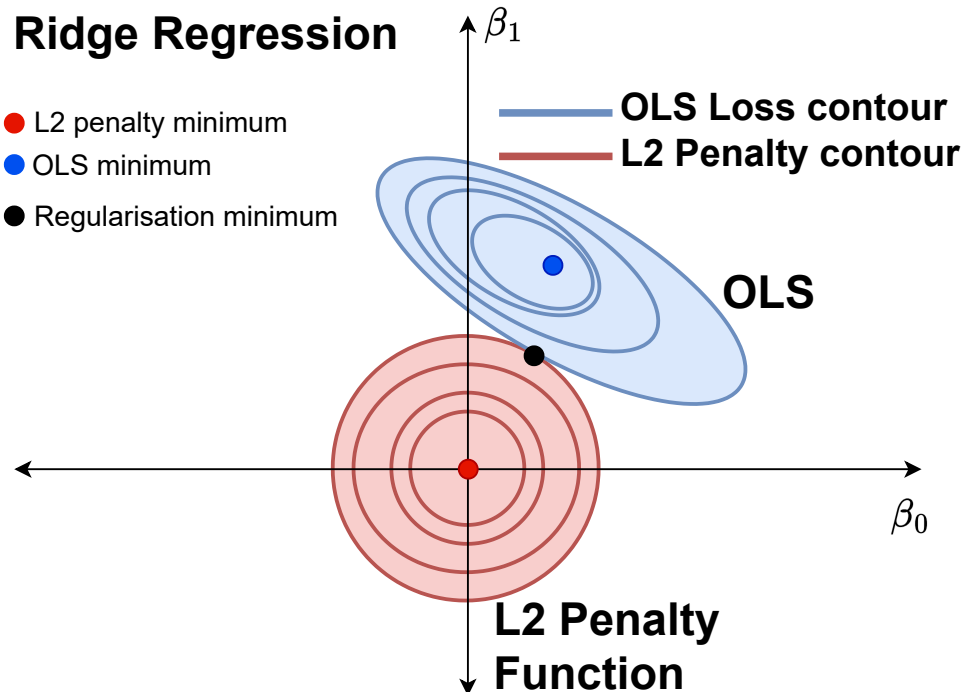 Ridge Regression
β₁
L2 penalty minimum
OLS minimum
Regularisation minimum
OLS Loss contour
L2 Penalty contour
OLS
β₀
L2 Penalty
Function